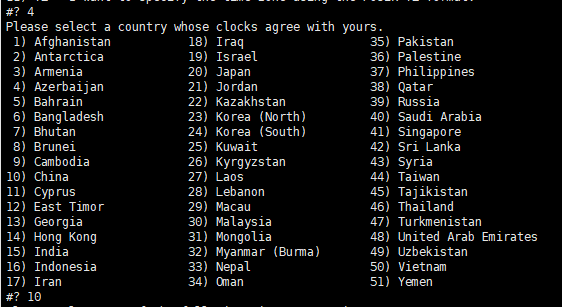 #? 4
Please select a country whose clocks agree with yours.
1) Afghanistan 18) Iraq 35) Pakistan
2) Antarctica 19) Israel 36) Palestine
3) Armenia 20) Japan 37) Philippines
4) Azerbaijan 21) Jordan 38) Qatar
5) Bahrain 22) Kazakhstan 39) Russia
6) Bangladesh 23) Korea (North) 40) Saudi Arabia
7) Bhutan 24) Korea (South) 41) Singapore
8) Brunei 25) Kuwait 42) Sri Lanka
9) Cambodia 26) Kyrgyzstan 43) Syria
10) China 27) Laos 44) Taiwan
11) Cyprus 28) Lebanon 45) Tajikistan
12) East Timor 29) Macau 46) Thailand
13) Georgia 30) Malaysia 47) Turkmenistan
14) Hong Kong 31) Mongolia 48) United Arab Emirates
15) India 32) Myanmar (Burma) 49) Uzbekistan
16) Indonesia 33) Nepal 50) Vietnam
17) Iran 34) Oman 51) Yemen
#? 10